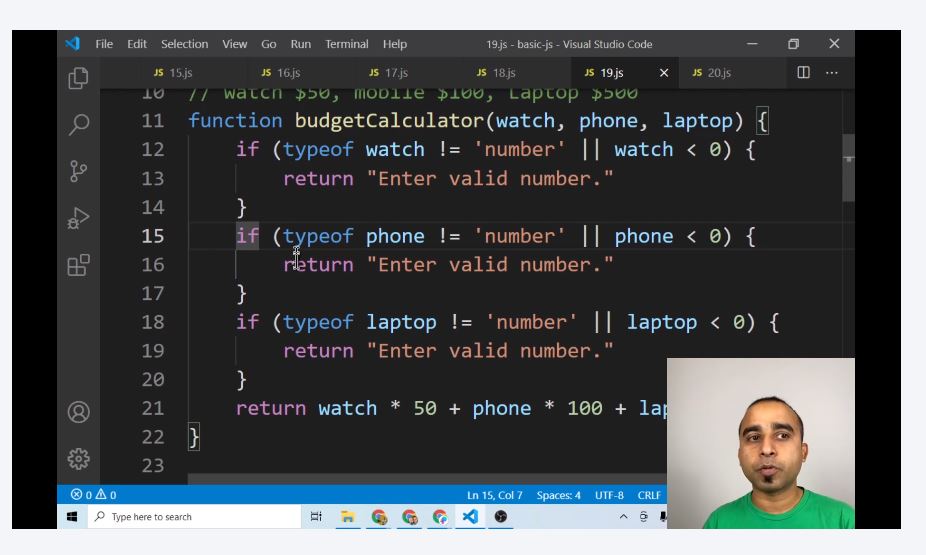 File Edit Selection View Go Run Terminal Help 19.js - basic-js - Visual Studio Code
JS 15.js JS 16.js JS 17.js JS 18.js JS 19.js JS 20.js
10 // watch $50, mobile $100, Laptop $500
11 function budgetCalculator(watch, phone, laptop) {
12 if (typeof watch != 'number' || watch < 0) {
13 return "Enter valid number."
14 }
15 if (typeof phone != 'number' || phone < 0) {
16 return "Enter valid number."
17 }
18 if (typeof laptop != 'number' || laptop < 0) {
19 return "Enter valid number."
20 }
21 return watch * 50 + phone * 100 + lap
22 }
23
0 0 Ln 15, Col 7 Spaces: 4 UTF-8 CRLF
Type here to search